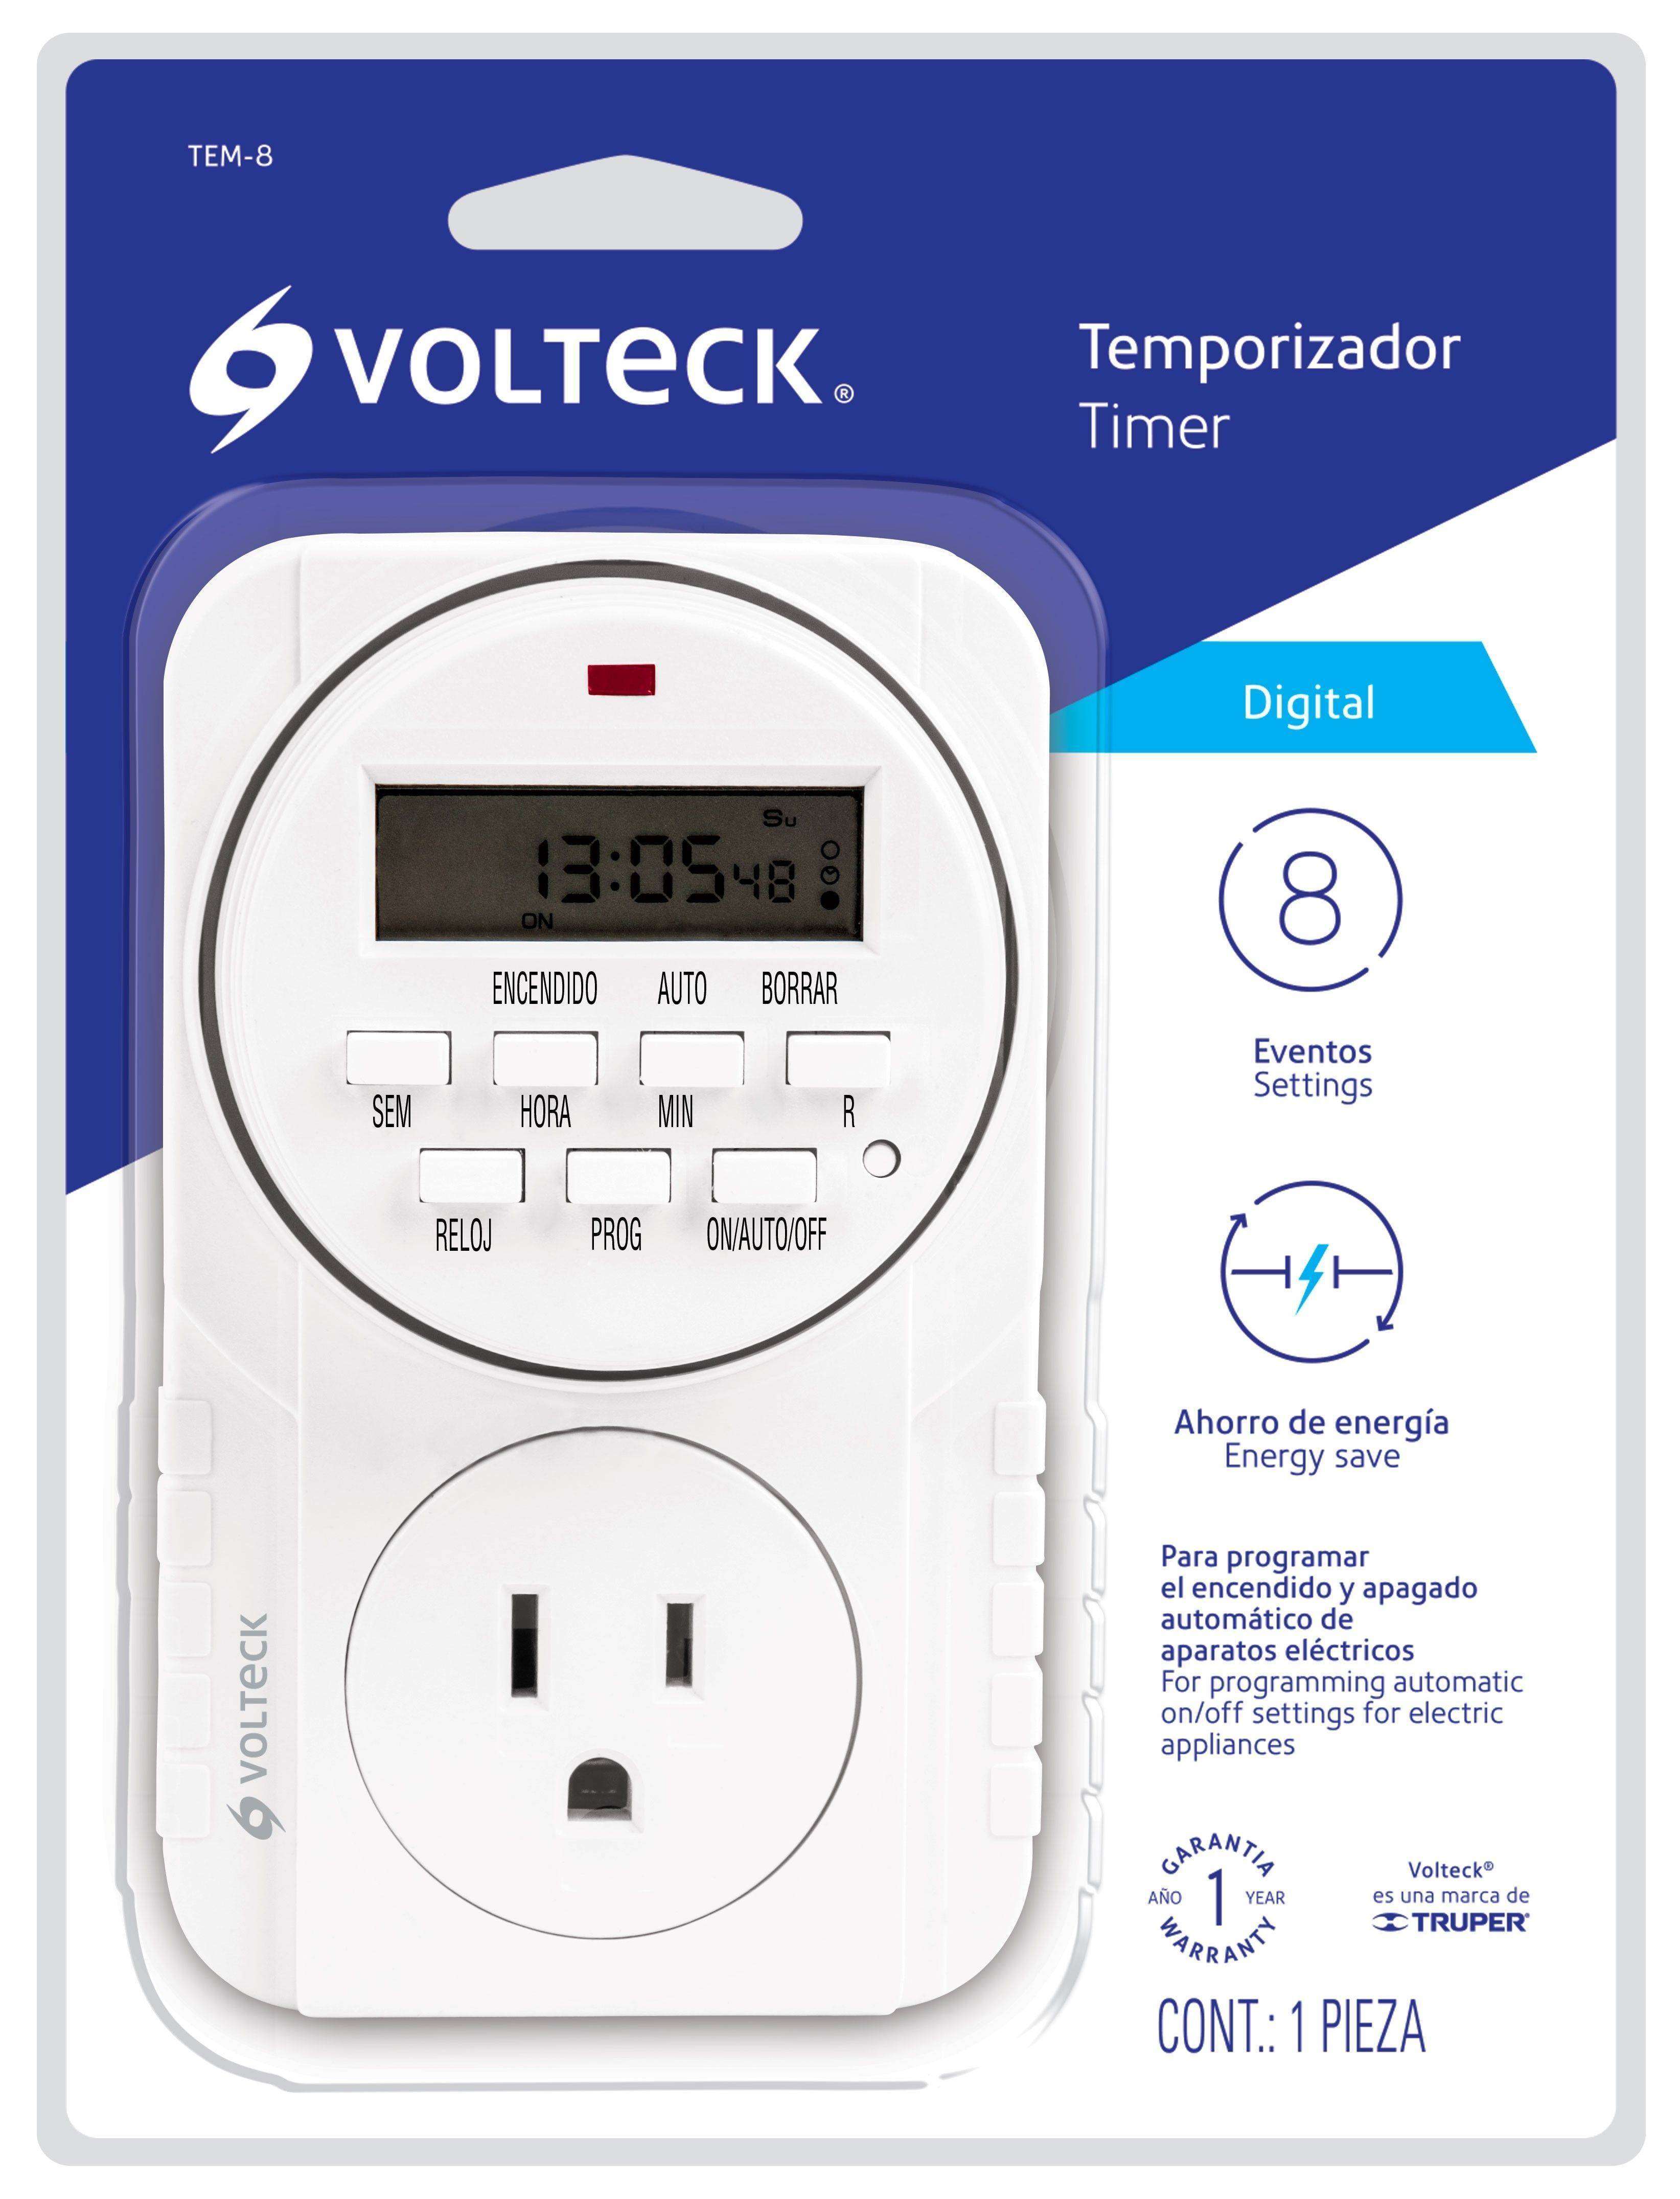 TEM-8
VOLTECK®
Temporizador
Timer
Digital
Su
13:05 48
ON
ENCENDIDO AUTO BORRAR
SEM HORA MIN R
RELOJ PROG ON/AUTO/OFF
VOLTECK
8
Eventos
Settings
Ahorro de energía
Energy save
Para programar
el encendido y apagado
automático de
aparatos eléctricos
For programming automatic
on/off settings for electric
appliances
GARANTIA
AÑO 1 YEAR
WARRANTY
Volteck®
es una marca de
TRUPER®
CONT.: 1 PIEZA